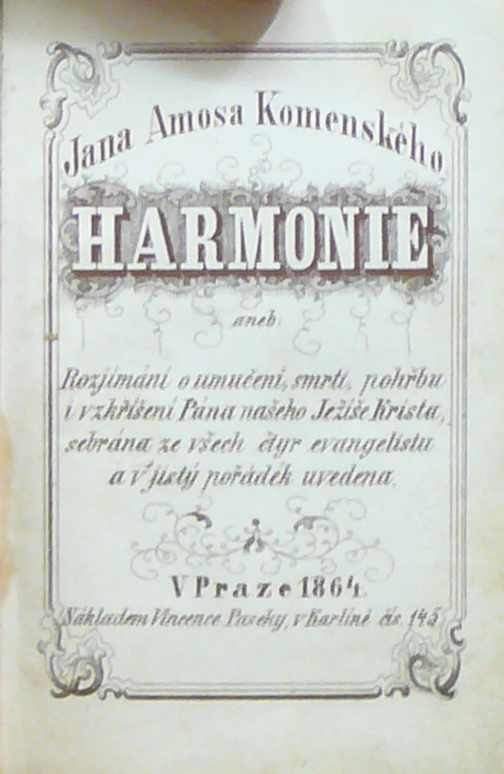 Jana Amosa Komenského
HARMONIE
aneb:
Rozjímání o umučení, smrti, pohřbu
i vzkříšení Pána našeho Ježíše Krista,
sebrána ze všech čtyr evangelistu
a v jistý pořádek uvedena.
V Praze 1864.
Nákladem Vincence Paseky, v Karlíně čís. 145